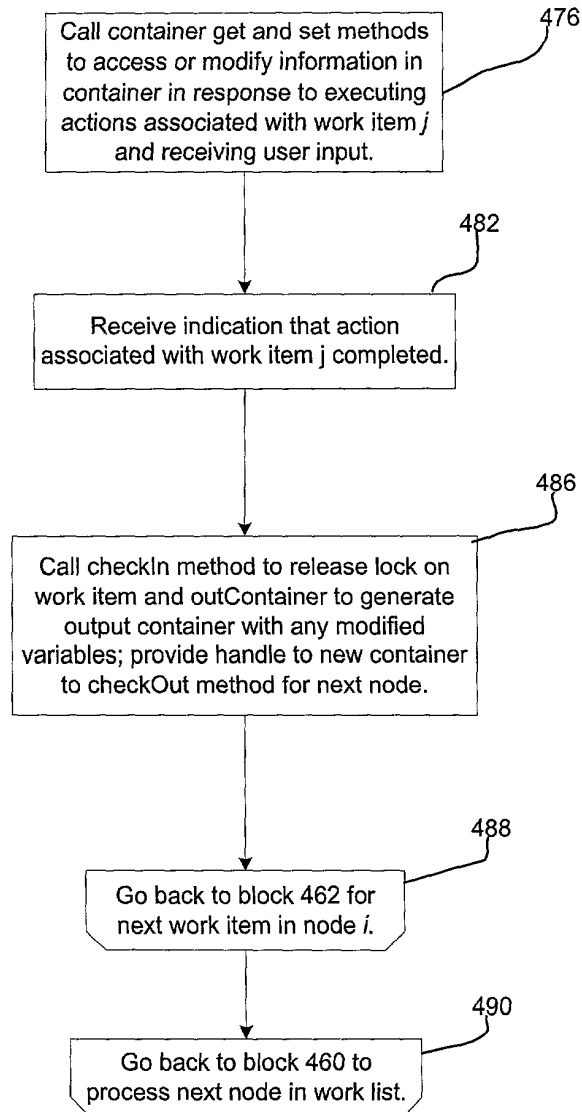 476
Call container get and set methods
to access or modify information in
container in response to executing
actions associated with work item j
and receiving user input.
482
Receive indication that action
associated with work item j completed.
486
Call checkIn method to release lock on
work item and outContainer to generate
output container with any modified
variables; provide handle to new container
to checkOut method for next node.
488
Go back to block 462 for
next work item in node i.
490
Go back to block 460 to
process next node in work list.